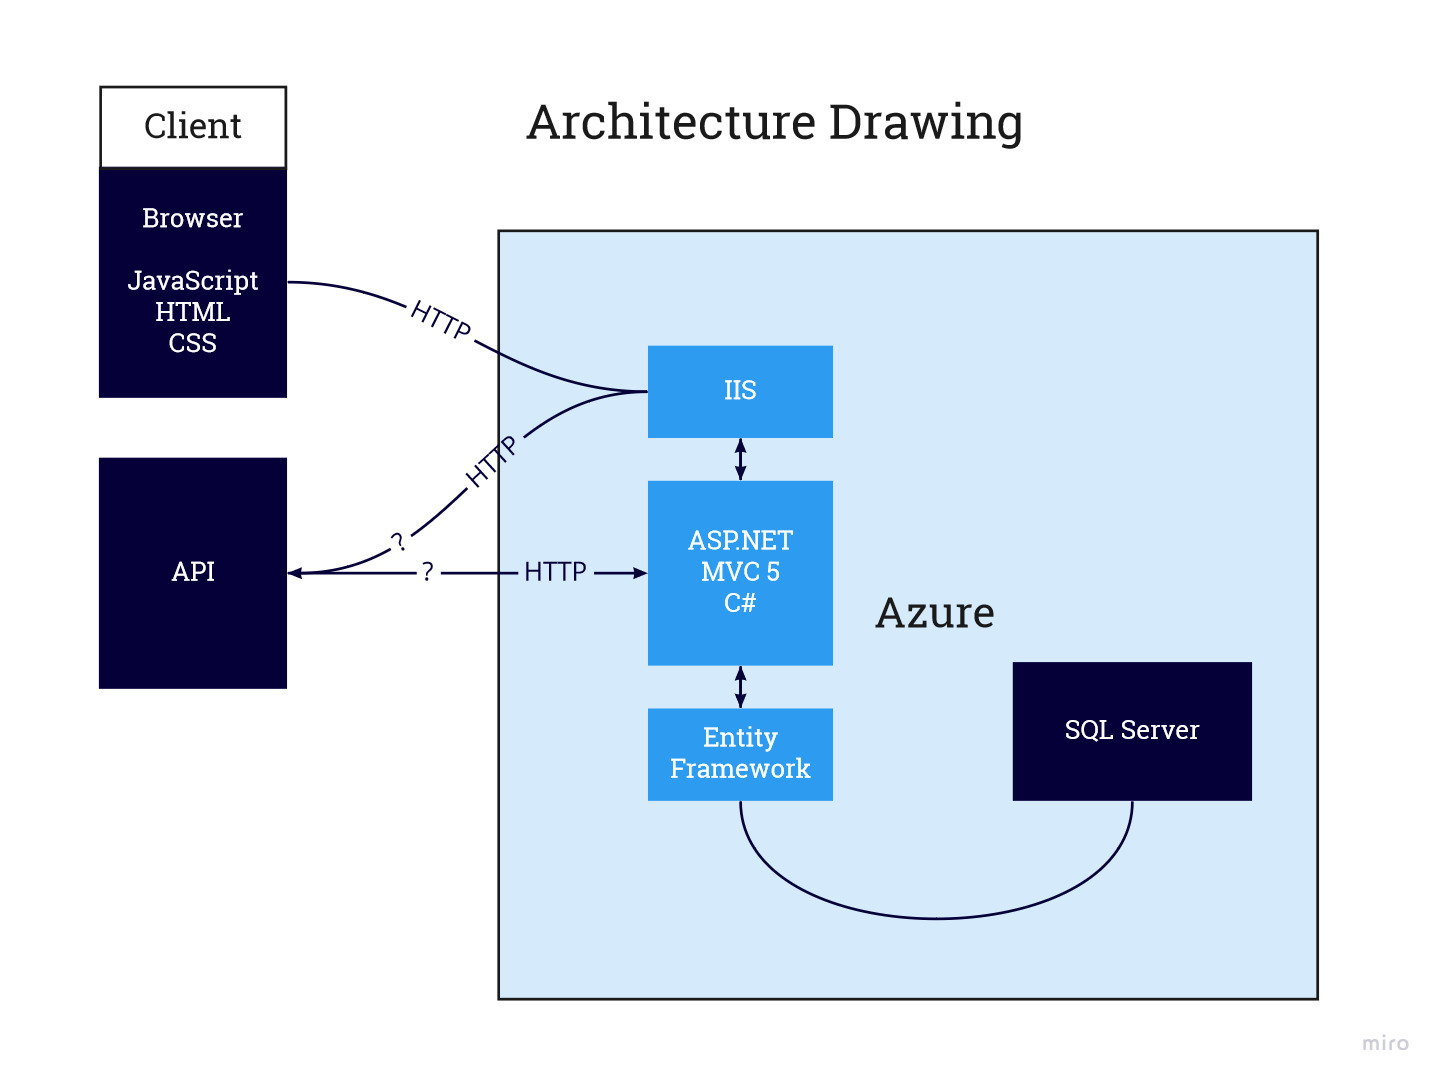 Client
Architecture Drawing
Browser
JavaScript
HTML
CSS
HTTP
IIS
HTTP
?
API
?
HTTP
ASP.NET
MVC 5
C#
Azure
Entity
Framework
SQL Server
miro